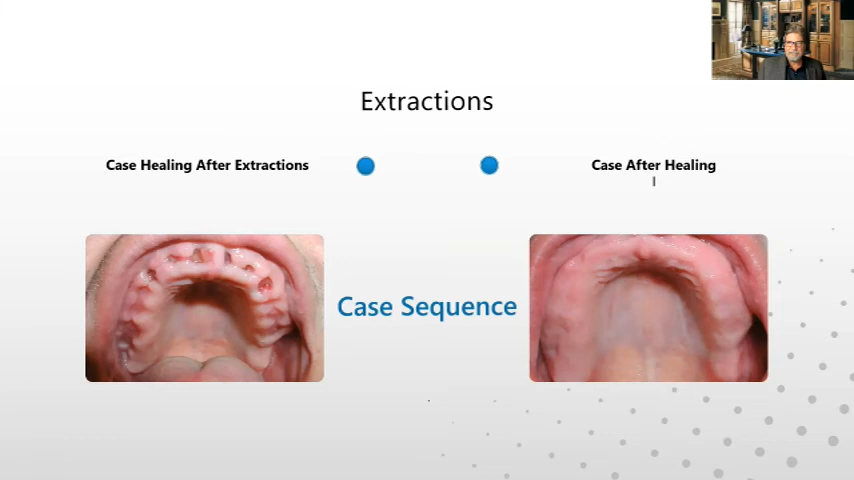 Extractions
Case Healing After Extractions
Case After Healing
Case Sequence